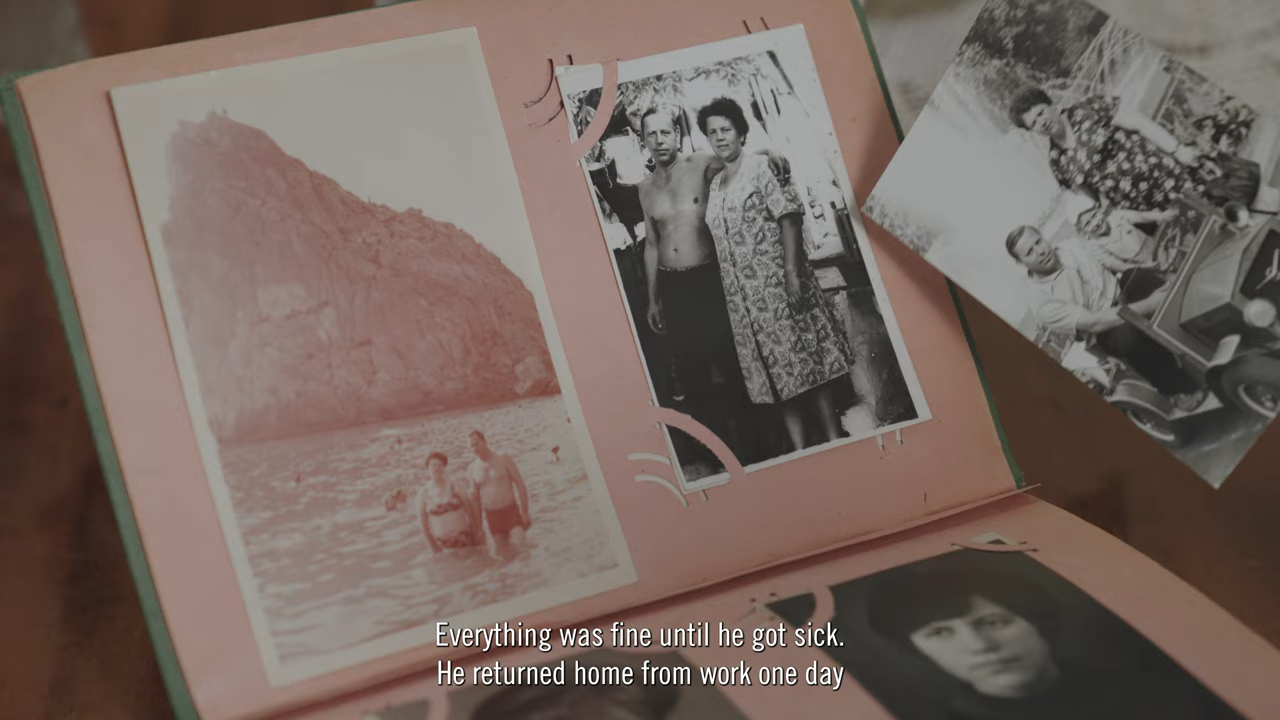 Everything was fine until he got sick.
He returned home from work one day